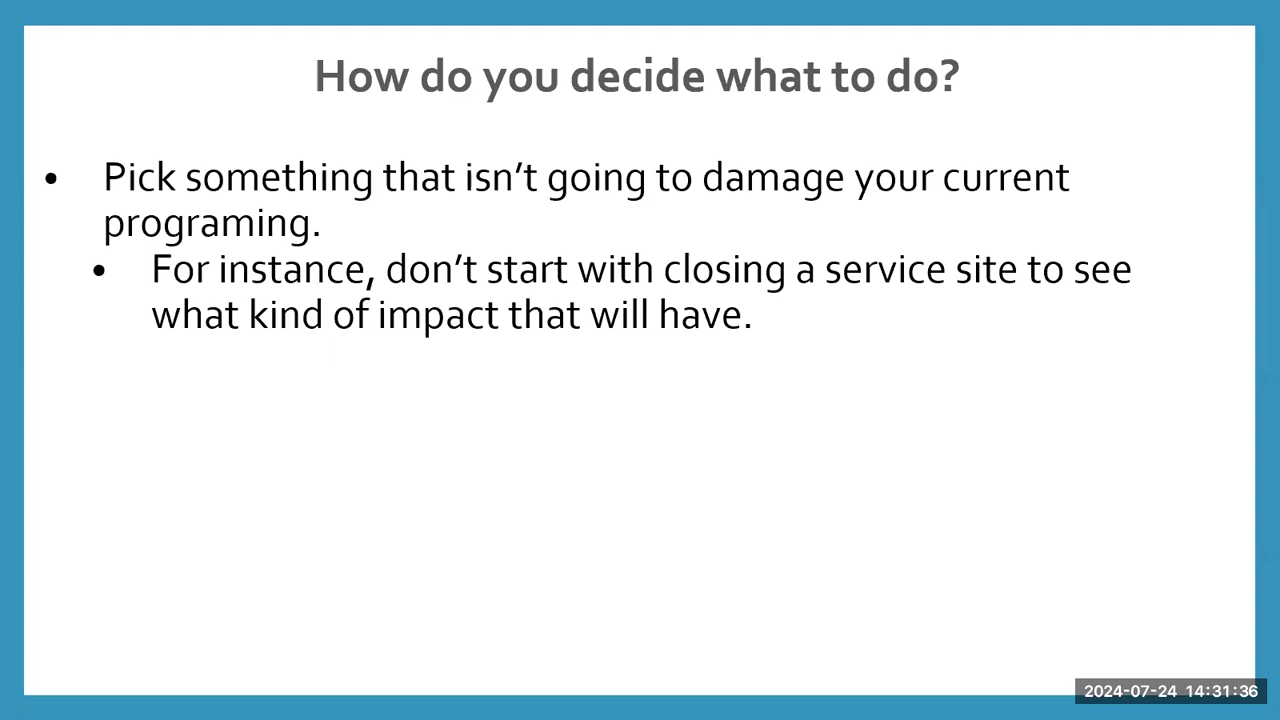 How do you decide what to do?
• Pick something that isn’t going to damage your current
programing.
• For instance, don’t start with closing a service site to see
what kind of impact that will have.
2024-07-24 14:31:36